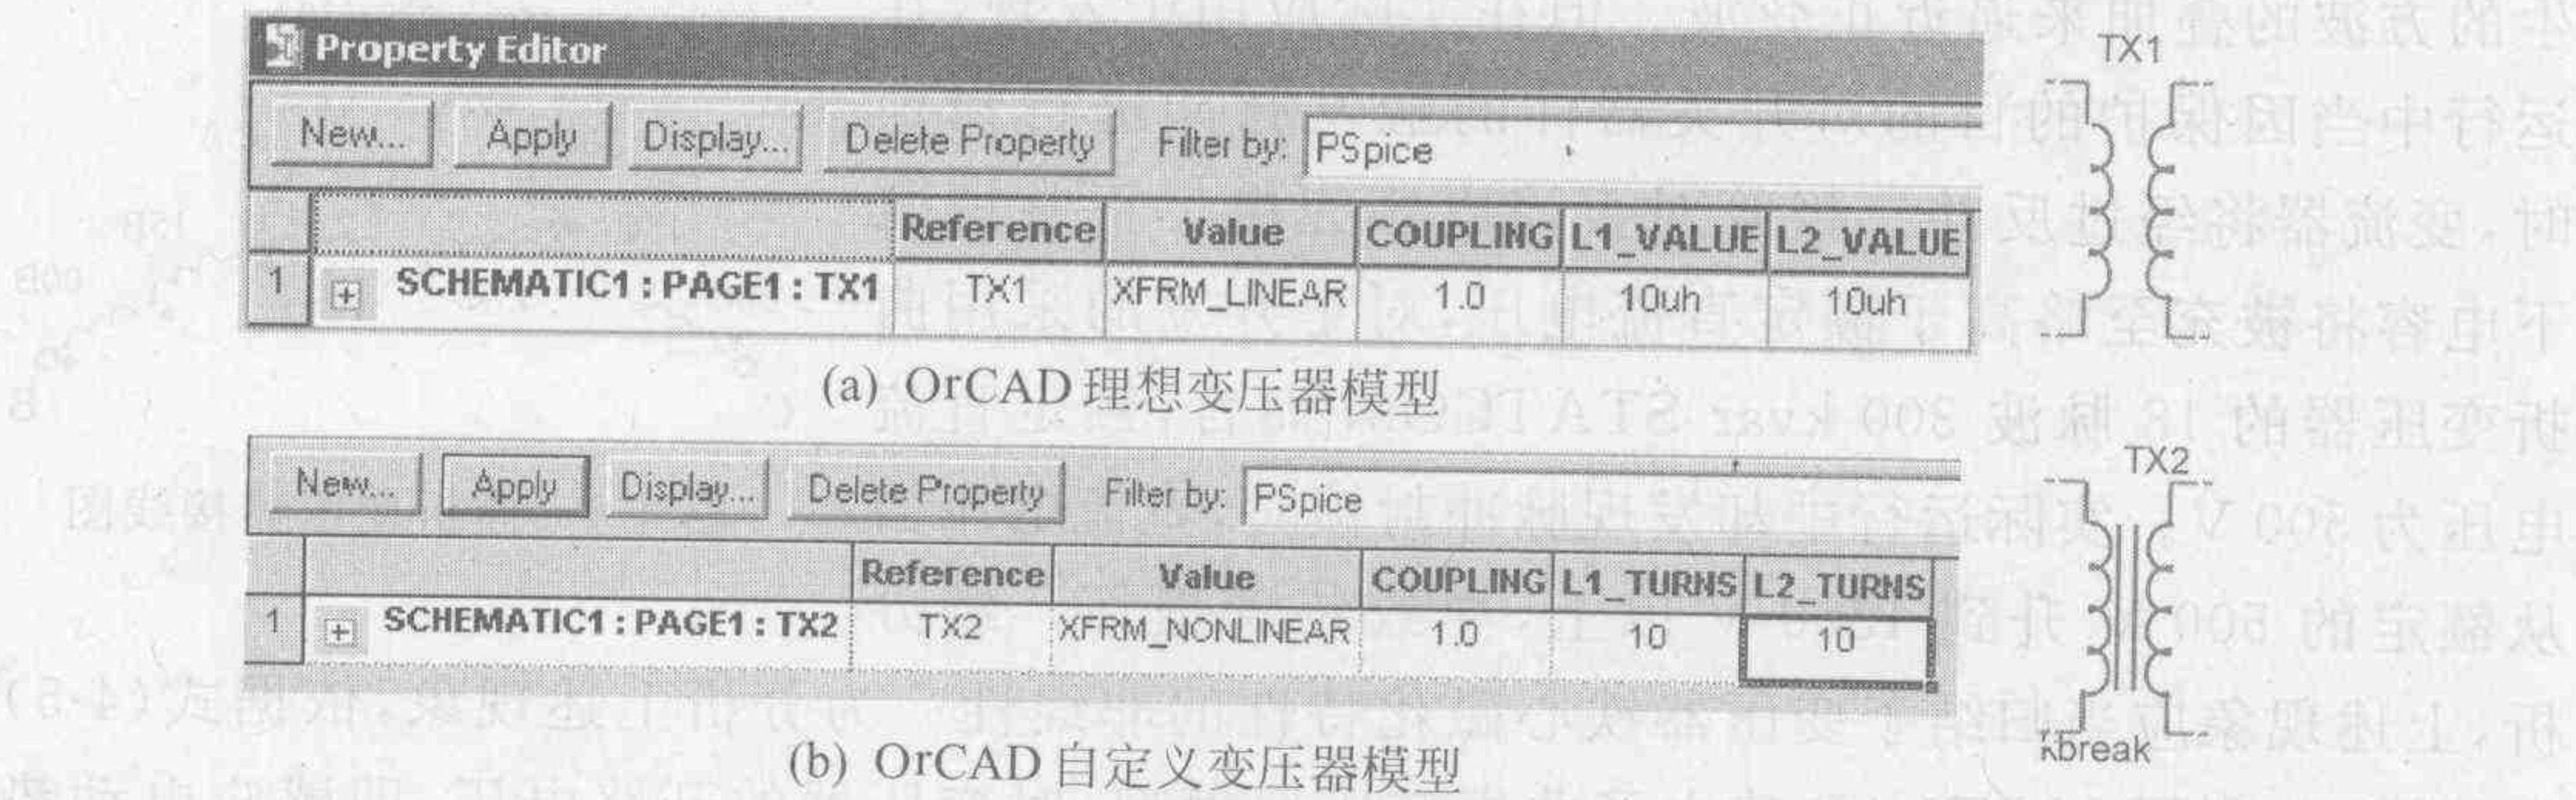 Property Editor
TX1
New... Apply Display... Delete Property Filter by: PSpice
Reference Value COUPLING L1_VALUE L2_VALUE
1 + SCHEMATIC1 : PAGE1 : TX1 TX1 XFRM_LINEAR 1.0 10uh 10uh
(a) OrCAD 理想变压器模型
TX2
New... Apply Display... Delete Property Filter by: PSpice
Reference Value COUPLING L1_TURNS L2_TURNS
1 + SCHEMATIC1 : PAGE1 : TX2 TX2 XFRM_NONLINEAR 1.0 10 10
kbreak
(b) OrCAD 自定义变压器模型